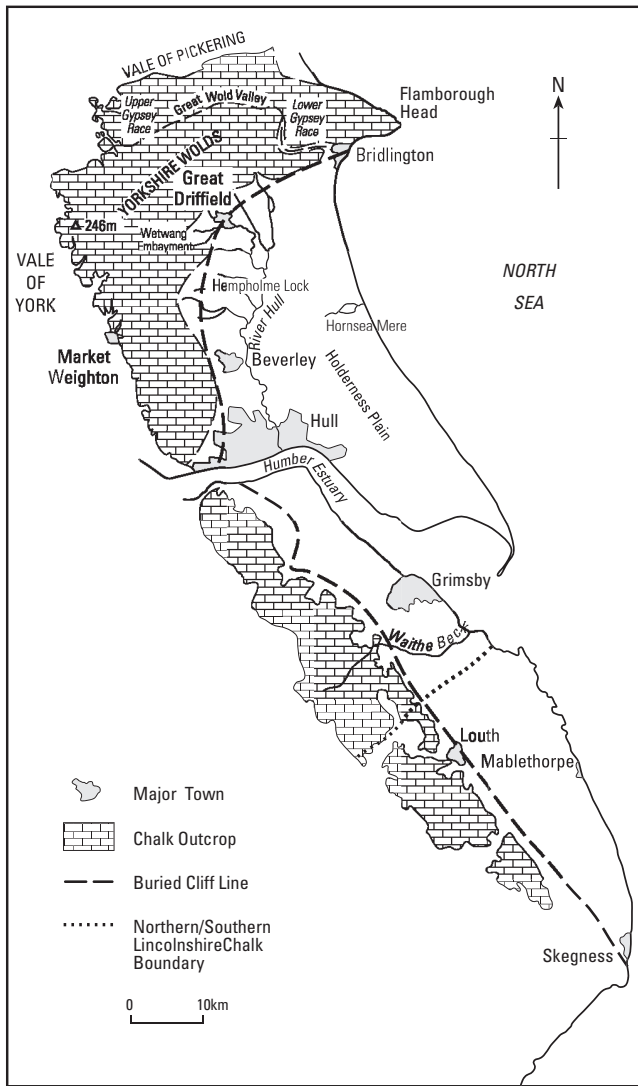 VALE OF PICKERING
Upper
Gypsey
Race
Great Wold Valley
Lower
Gypsey
Race
Flamborough
Head
N
Bridlington
YORKSHIRE WOLDS
Great
Driffield
246m
Wetwang
Embayment
VALE
OF
YORK
NORTH
SEA
Hempholme Lock
River Hull
Hornsea Mere
Market
Weighton
Beverley
Holderness Plain
Hull
Humber Estuary
Grimsby
Waithe Beck
Louth
Mablethorpe
Major Town
Chalk Outcrop
Buried Cliff Line
Northern/Southern
LincolnshireChalk
Boundary
Skegness
0 10km